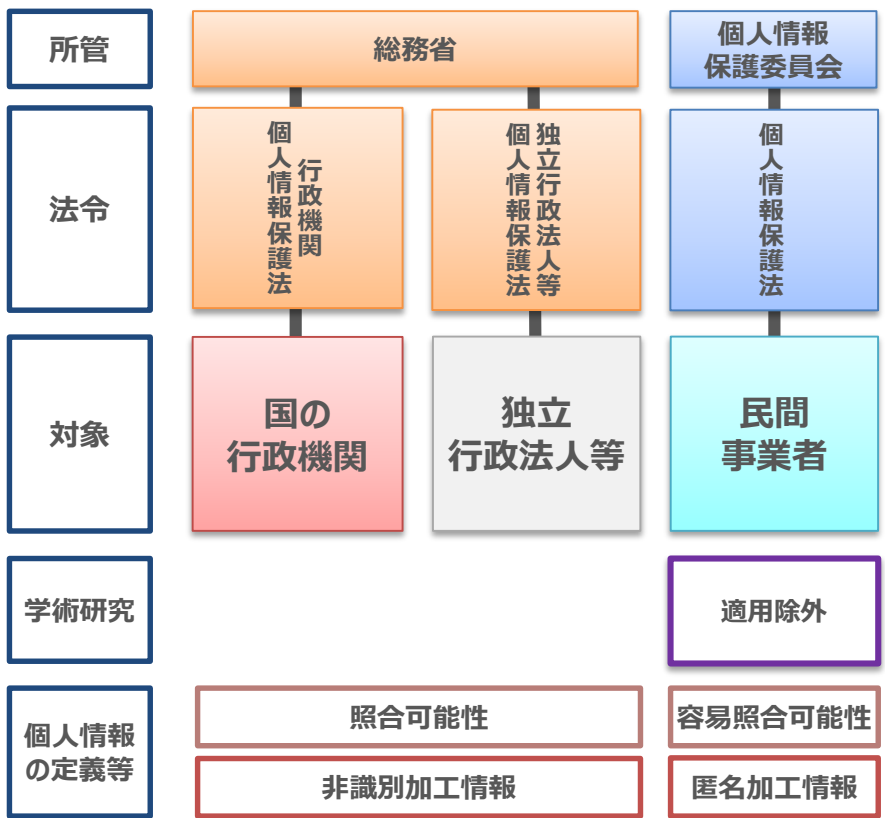 所管
総務省
個人情報
保護委員会
法令
行政機関
個人情報保護法
独立行政法人等
個人情報保護法
個人情報保護法
対象
国の
行政機関
独立
行政法人等
民間
事業者
学術研究
適用除外
個人情報
の定義等
照合可能性
容易照合可能性
非識別加工情報
匿名加工情報